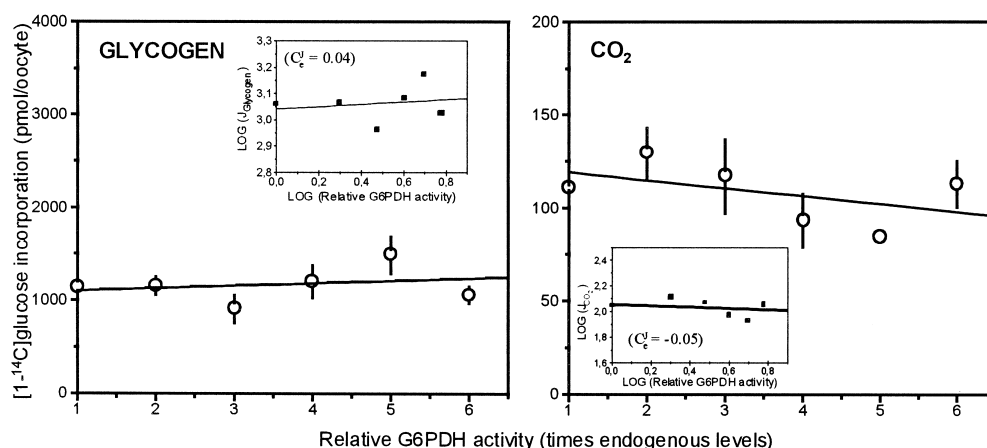 GLYCOGEN
CO2
[1-14C]glucose incorporation (pmol/oocyte)
4000
3000
2000
1000
0
1 2 3 4 5 6
3,3
3,2
3,1
3,0
2,9
2,8
0,0 0,2 0,4 0,6 0,8
LOG (JGlycogen)
LOG (Relative G6PDH activity)
(CeJ = 0.04)
200
150
100
50
0
1 2 3 4 5 6
2,4
2,2
2,0
1,8
1,6
0,0 0,2 0,4 0,6 0,8
LOG (JCO2)
LOG (Relative G6PDH activity)
(CeJ = -0.05)
Relative G6PDH activity (times endogenous levels)